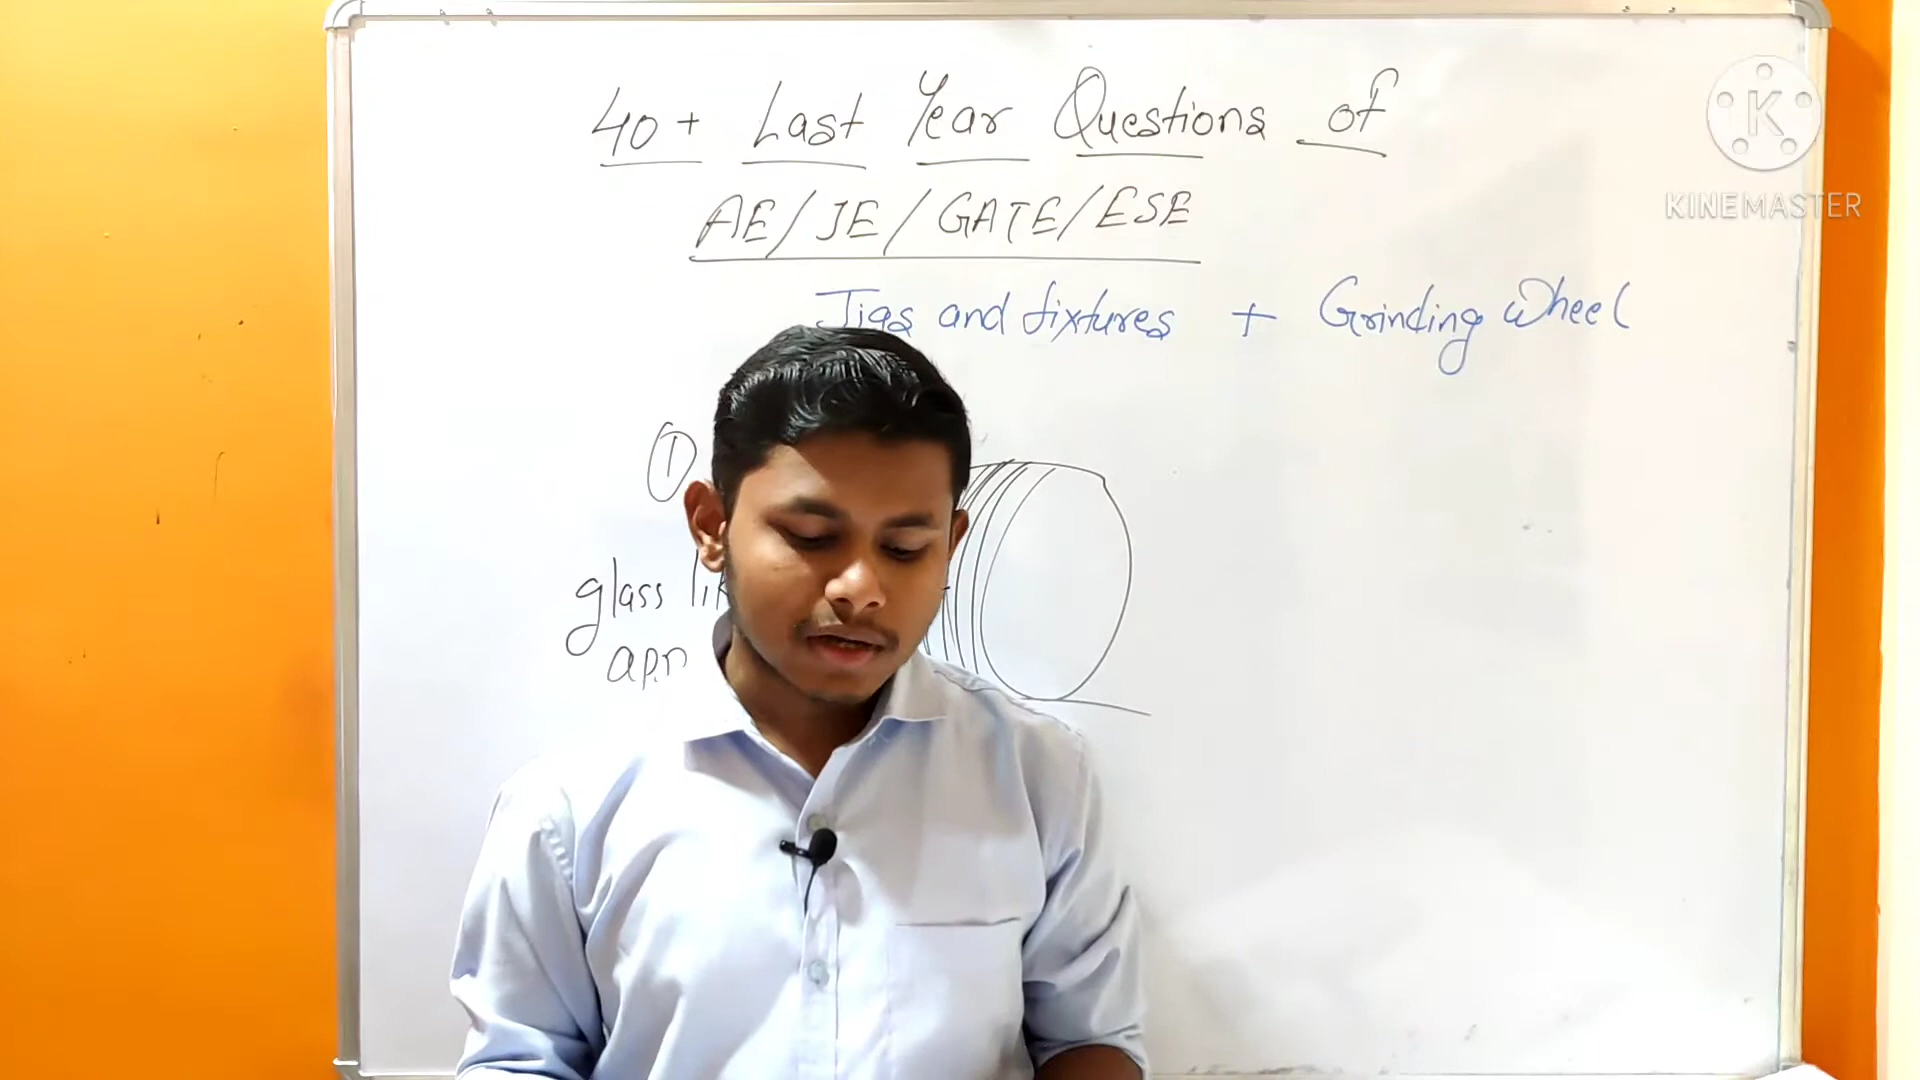 40+ Last Year Questions of
AE/JE/GATE/ESE
Jigs and fixtures + Grinding wheel
K
KINEMASTER
1
glass